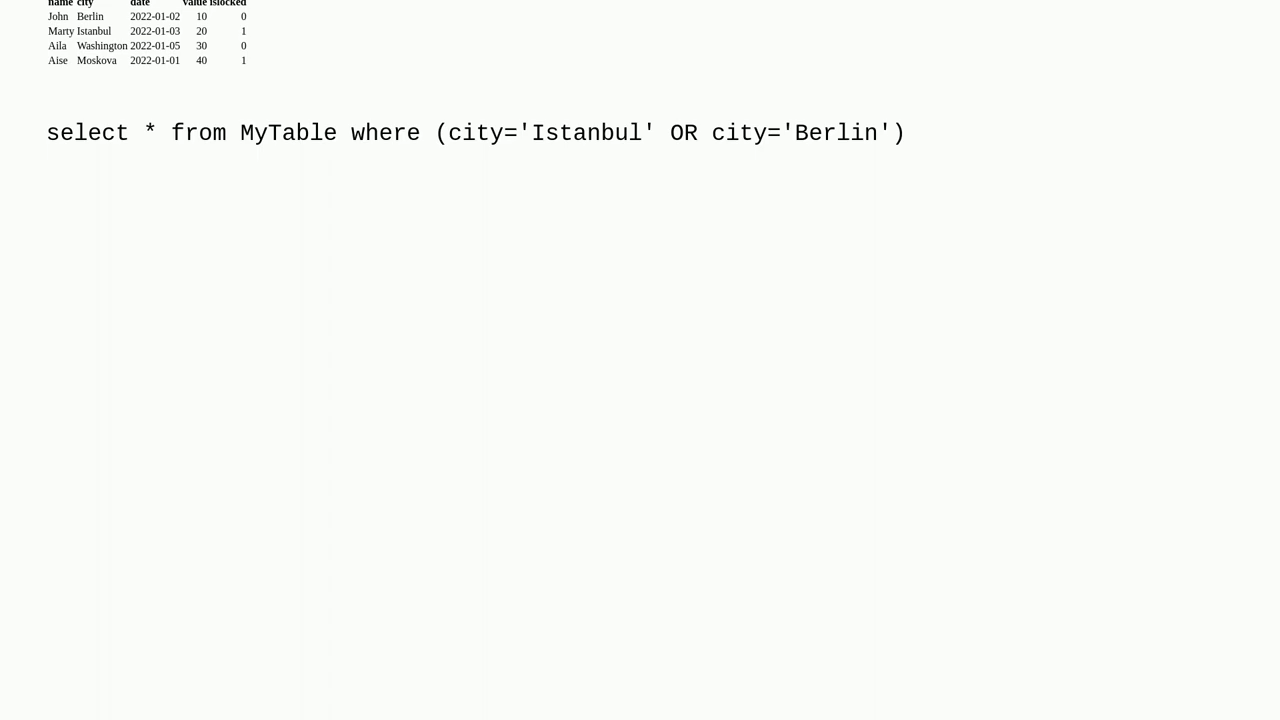 name city date value islocked
John Berlin 2022-01-02 10 0
Marty Istanbul 2022-01-03 20 1
Aila Washington 2022-01-05 30 0
Aise Moskova 2022-01-01 40 1
select * from MyTable where (city='Istanbul' OR city='Berlin')